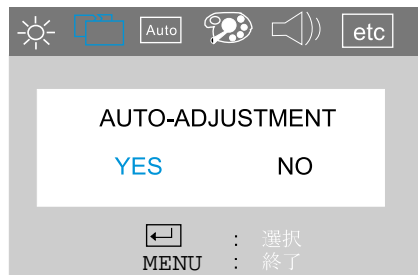 Auto etc
AUTO-ADJUSTMENT
YES NO
: 選択
MENU : 終了